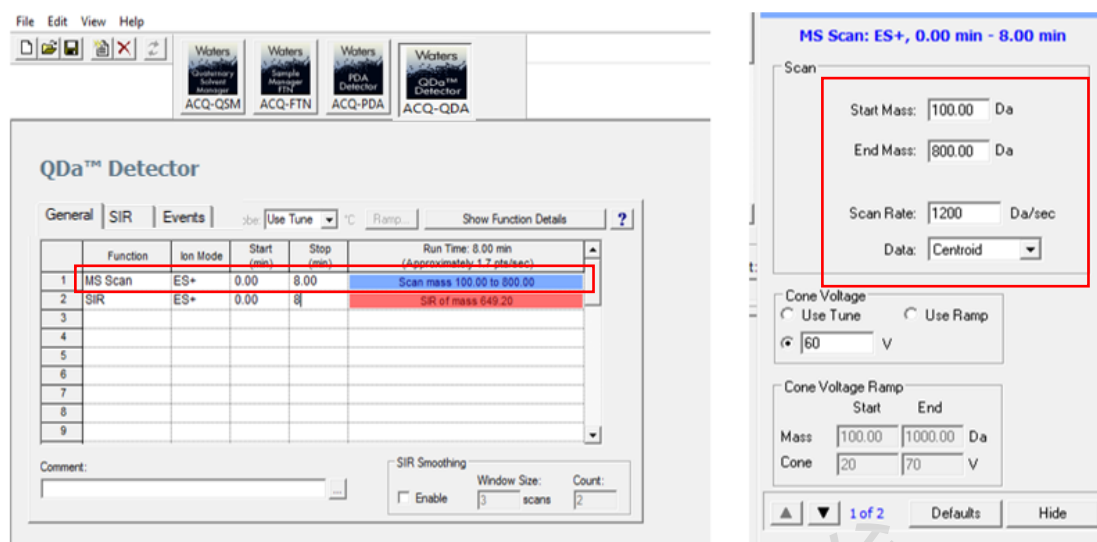 File Edit View Help
Waters Quaternary Solvent Manager
ACQ-QSM
Waters Sample Manager FTN
ACQ-FTN
Waters PDA Detector
ACQ-PDA
Waters QDa™ Detector
ACQ-QDA
QDa™ Detector
General SIR Events obe: Use Tune °C Ramp... Show Function Details ?
Function Ion Mode Start (min) Stop (min) Run Time: 8.00 min (Approximately 1.7 pts/sec)
1 MS Scan ES+ 0.00 8.00 Scan mass 100.00 to 800.00
2 SIR ES+ 0.00 8 SIR of mass 649.20
3
4
5
6
7
8
9
Comment:
...
SIR Smoothing
Window Size: Count:
Enable 3 scans 2
MS Scan: ES+, 0.00 min - 8.00 min
Scan
Start Mass: 100.00 Da
End Mass: 800.00 Da
Scan Rate: 1200 Da/sec
Data: Centroid
t:
Cone Voltage
Use Tune Use Ramp
60 V
Cone Voltage Ramp
Start End
Mass 100.00 1000.00 Da
Cone 20 70 V
1 of 2 Defaults Hide